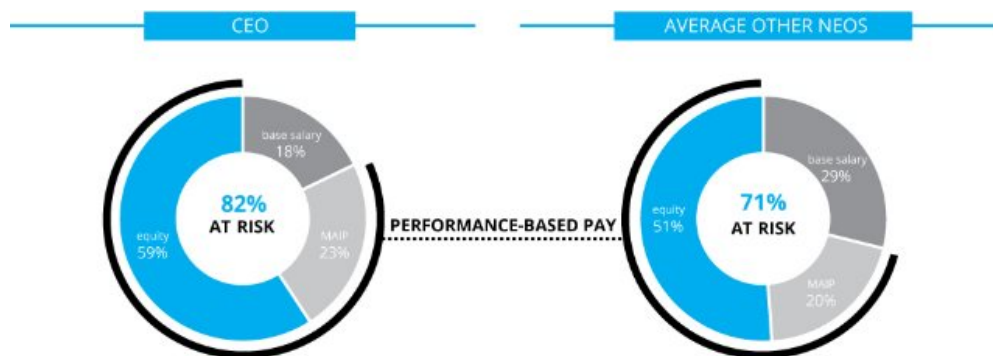 CEO
AVERAGE OTHER NEOS
base salary
18%
82%
AT RISK
equity
59%
MAIP
23%
PERFORMANCE-BASED PAY
base salary
29%
71%
AT RISK
equity
51%
MAIP
20%